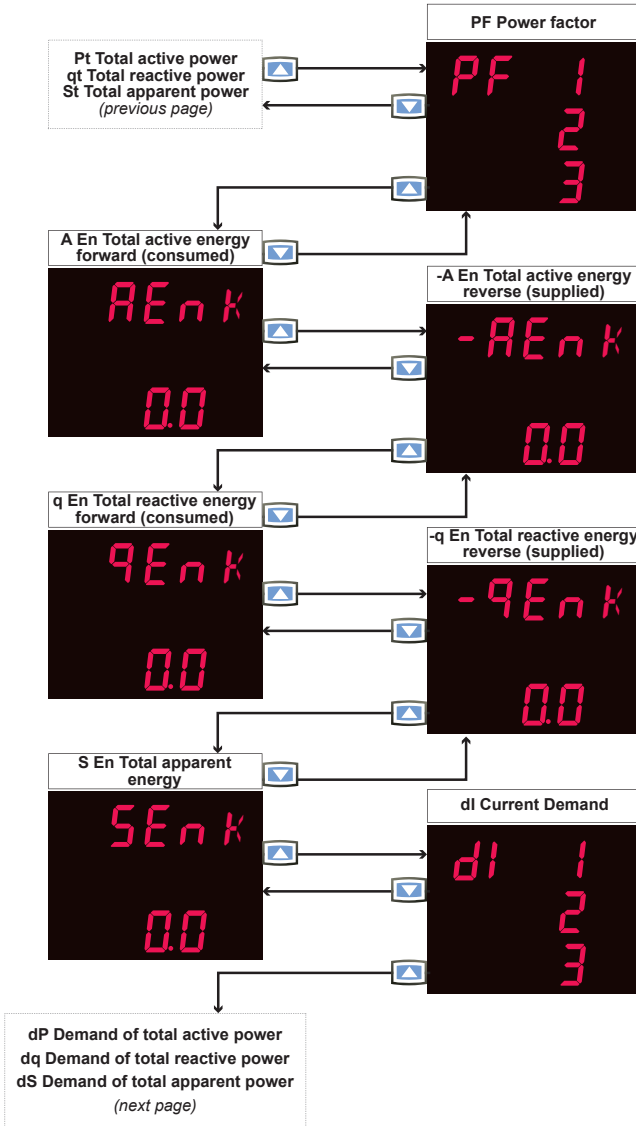 PF Power factor
Pt Total active power
qt Total reactive power
St Total apparent power
(previous page)
PF 1
2
3
A En Total active energy
forward (consumed)
AEnK
0.0
-A En Total active energy
reverse (supplied)
-AEnK
0.0
q En Total reactive energy
forward (consumed)
qEnK
0.0
-q En Total reactive energy
reverse (supplied)
-qEnK
0.0
S En Total apparent
energy
SEnK
0.0
dI Current Demand
dI 1
2
3
dP Demand of total active power
dq Demand of total reactive power
dS Demand of total apparent power
(next page)